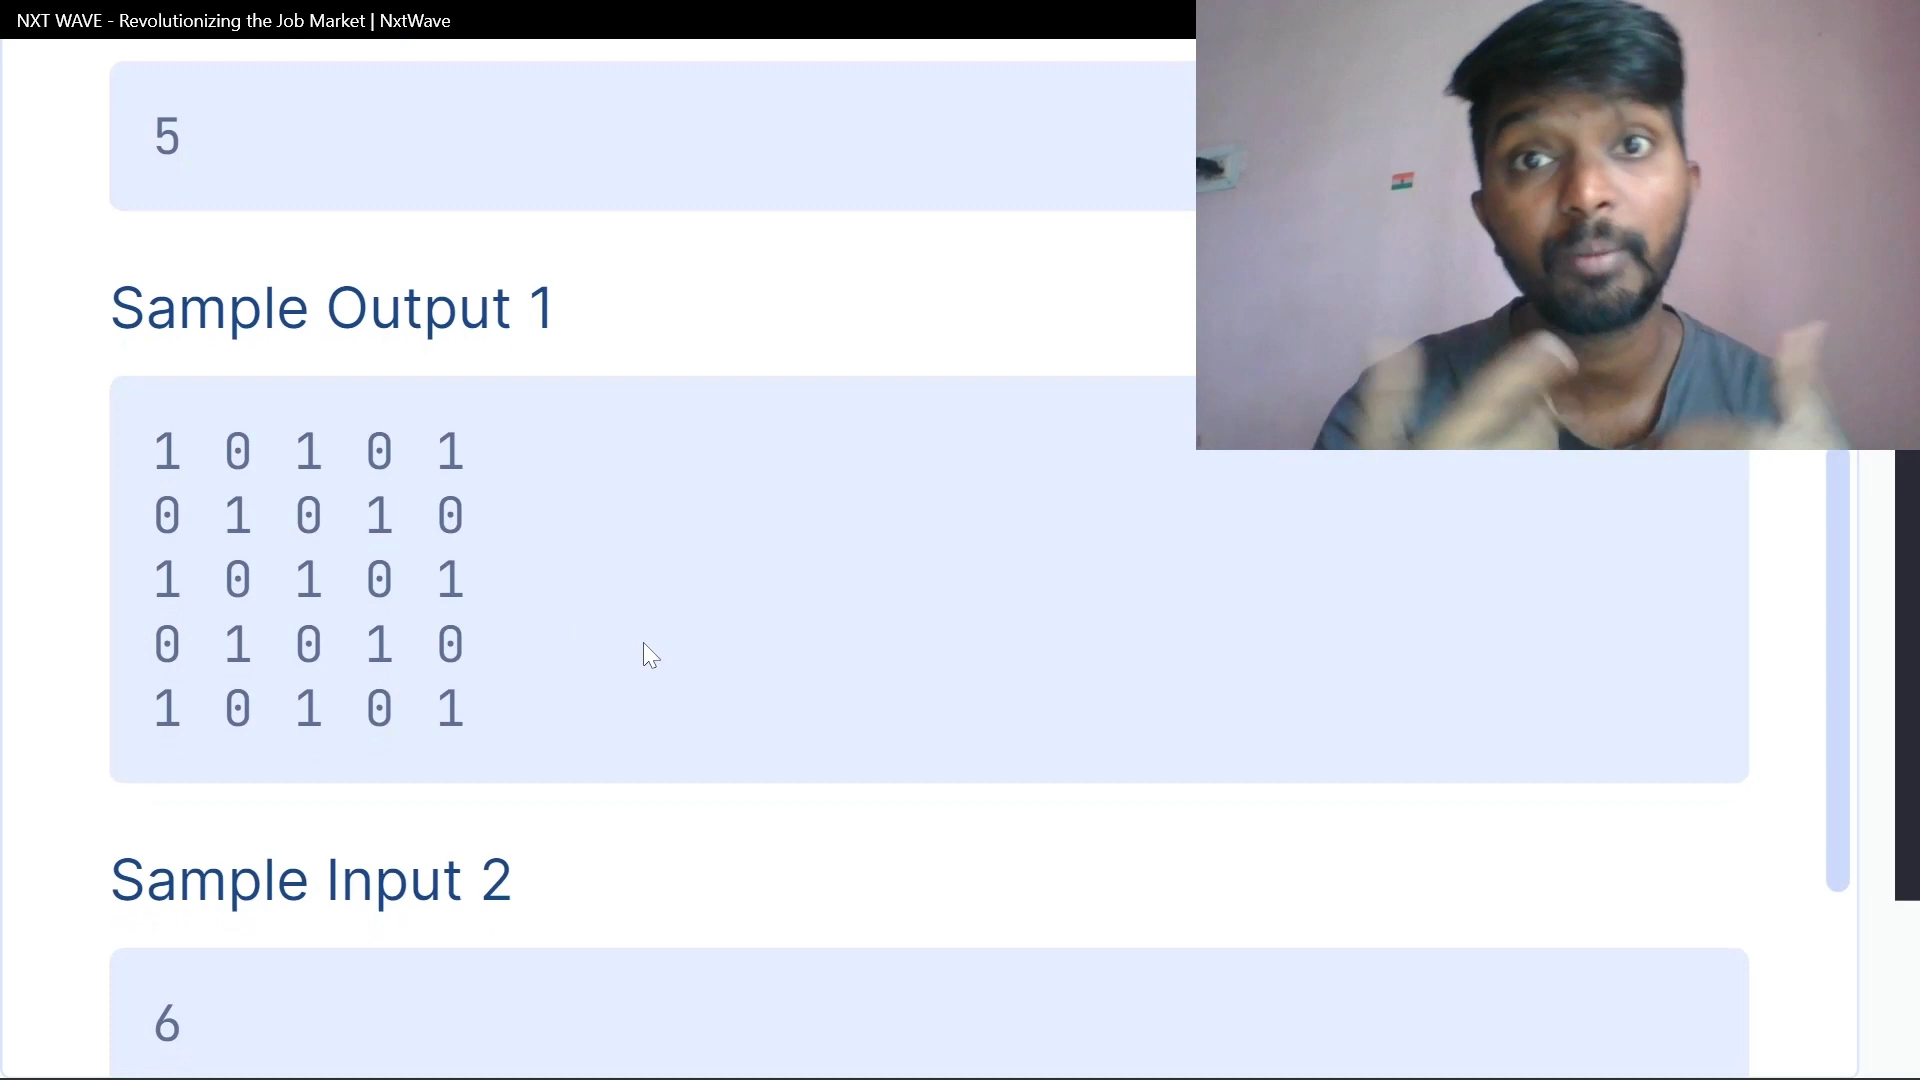 NXT WAVE - Revolutionizing the Job Market | NxtWave
5
Sample Output 1
1 0 1 0 1
0 1 0 1 0
1 0 1 0 1
0 1 0 1 0
1 0 1 0 1
Sample Input 2
6